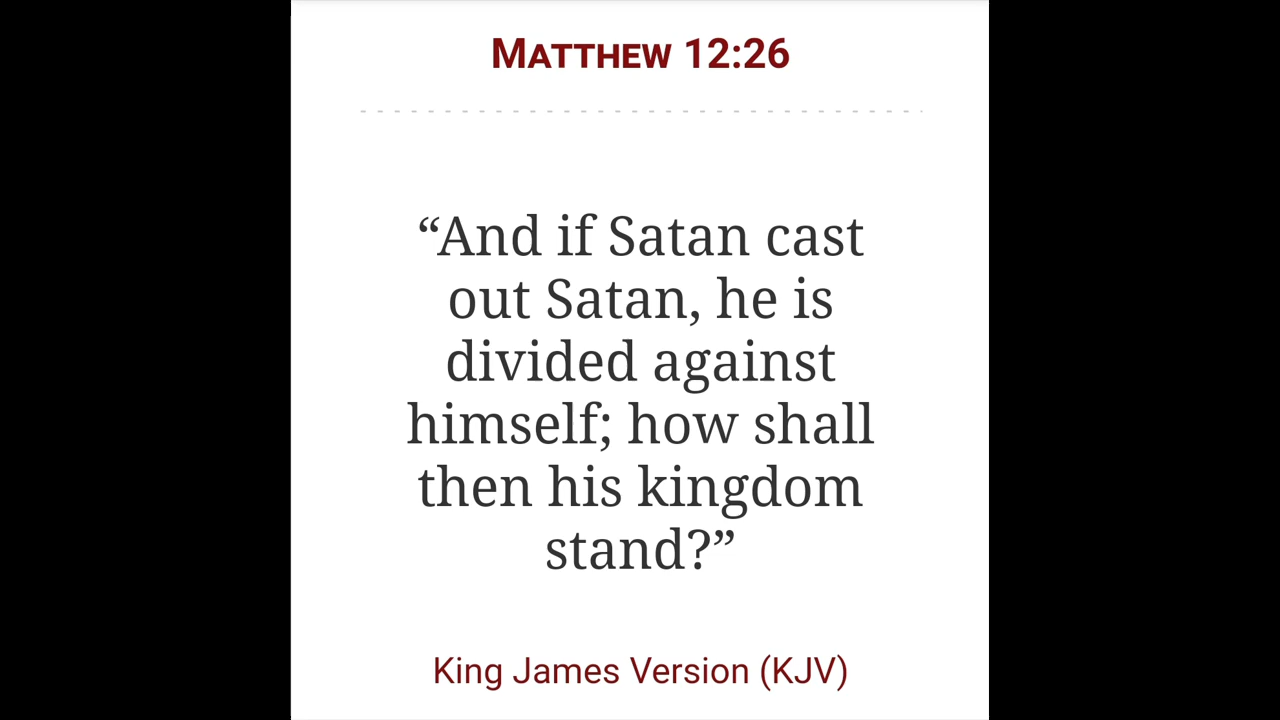 MATTHEW 12:26
“And if Satan cast
out Satan, he is
divided against
himself; how shall
then his kingdom
stand?”
King James Version (KJV)